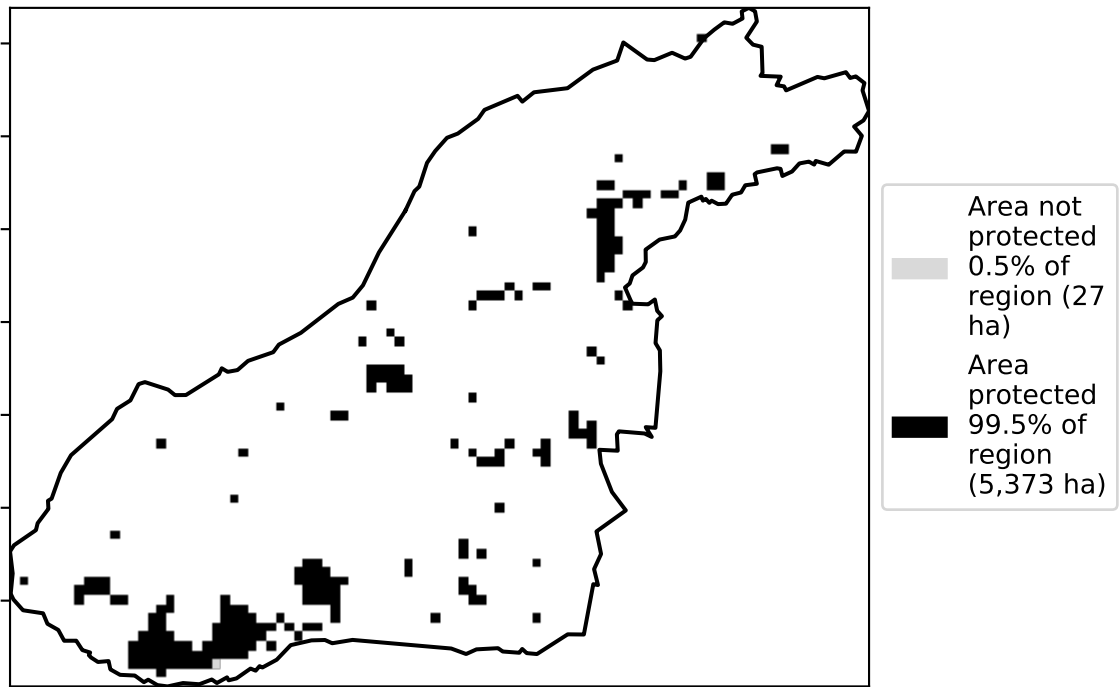 Area not
protected
0.5% of
region (27
ha)
Area
protected
99.5% of
region
(5,373 ha)